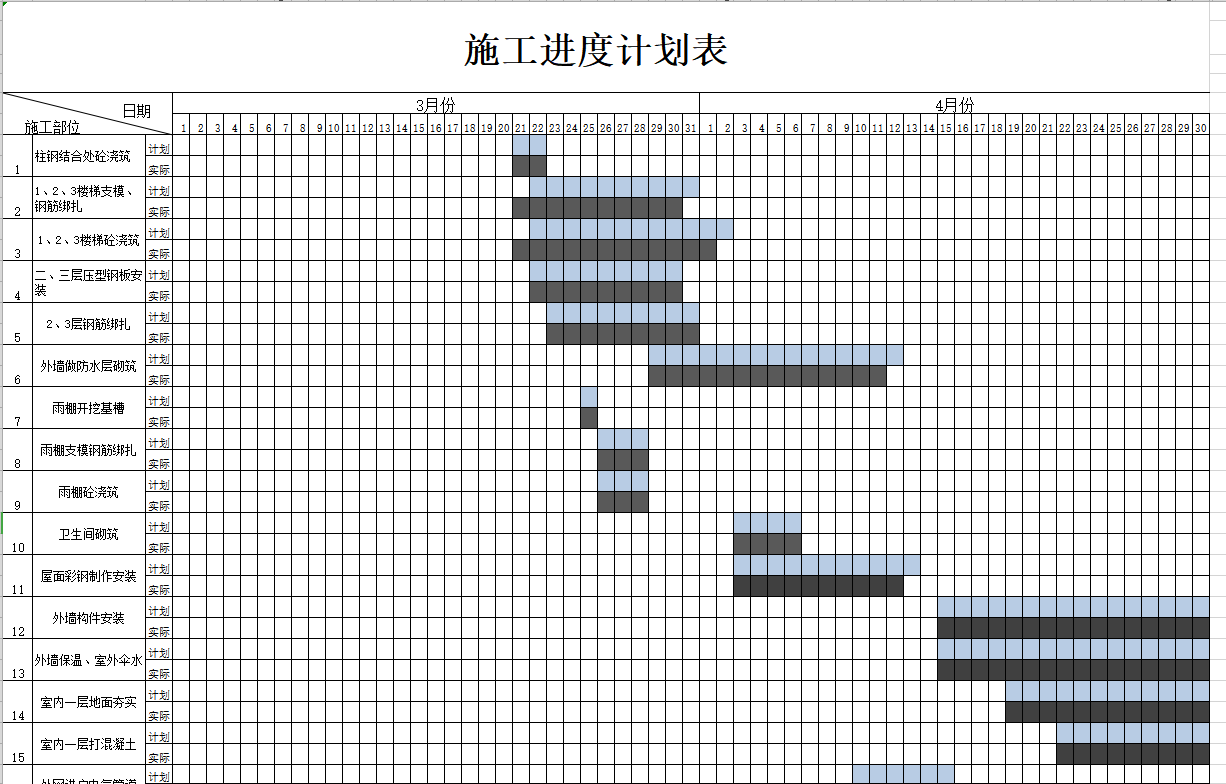 施工进度计划表
日期
施工部位
3月份
4月份
1 2 3 4 5 6 7 8 9 10 11 12 13 14 15 16 17 18 19 20 21 22 23 24 25 26 27 28 29 30 31 1 2 3 4 5 6 7 8 9 10 11 12 13 14 15 16 17 18 19 20 21 22 23 24 25 26 27 28 29 30
1 柱钢结合处砼浇筑 计划
实际
2 1、2、3楼梯支模、
钢筋绑扎
计划
实际
3 1、2、3楼梯砼浇筑 计划
实际
4 二、三层压型钢板安
装
计划
实际
5 2、3层钢筋绑扎 计划
实际
6 外墙做防水层砌筑 计划
实际
7 雨棚开挖基槽 计划
实际
8 雨棚支模钢筋绑扎 计划
实际
9 雨棚砼浇筑 计划
实际
10 卫生间砌筑 计划
实际
11 屋面彩钢制作安装 计划
实际
12 外墙构件安装 计划
实际
13 外墙保温、室外伞水 计划
实际
14 室内一层地面夯实 计划
实际
15 室内一层打混凝土 计划
实际
计划